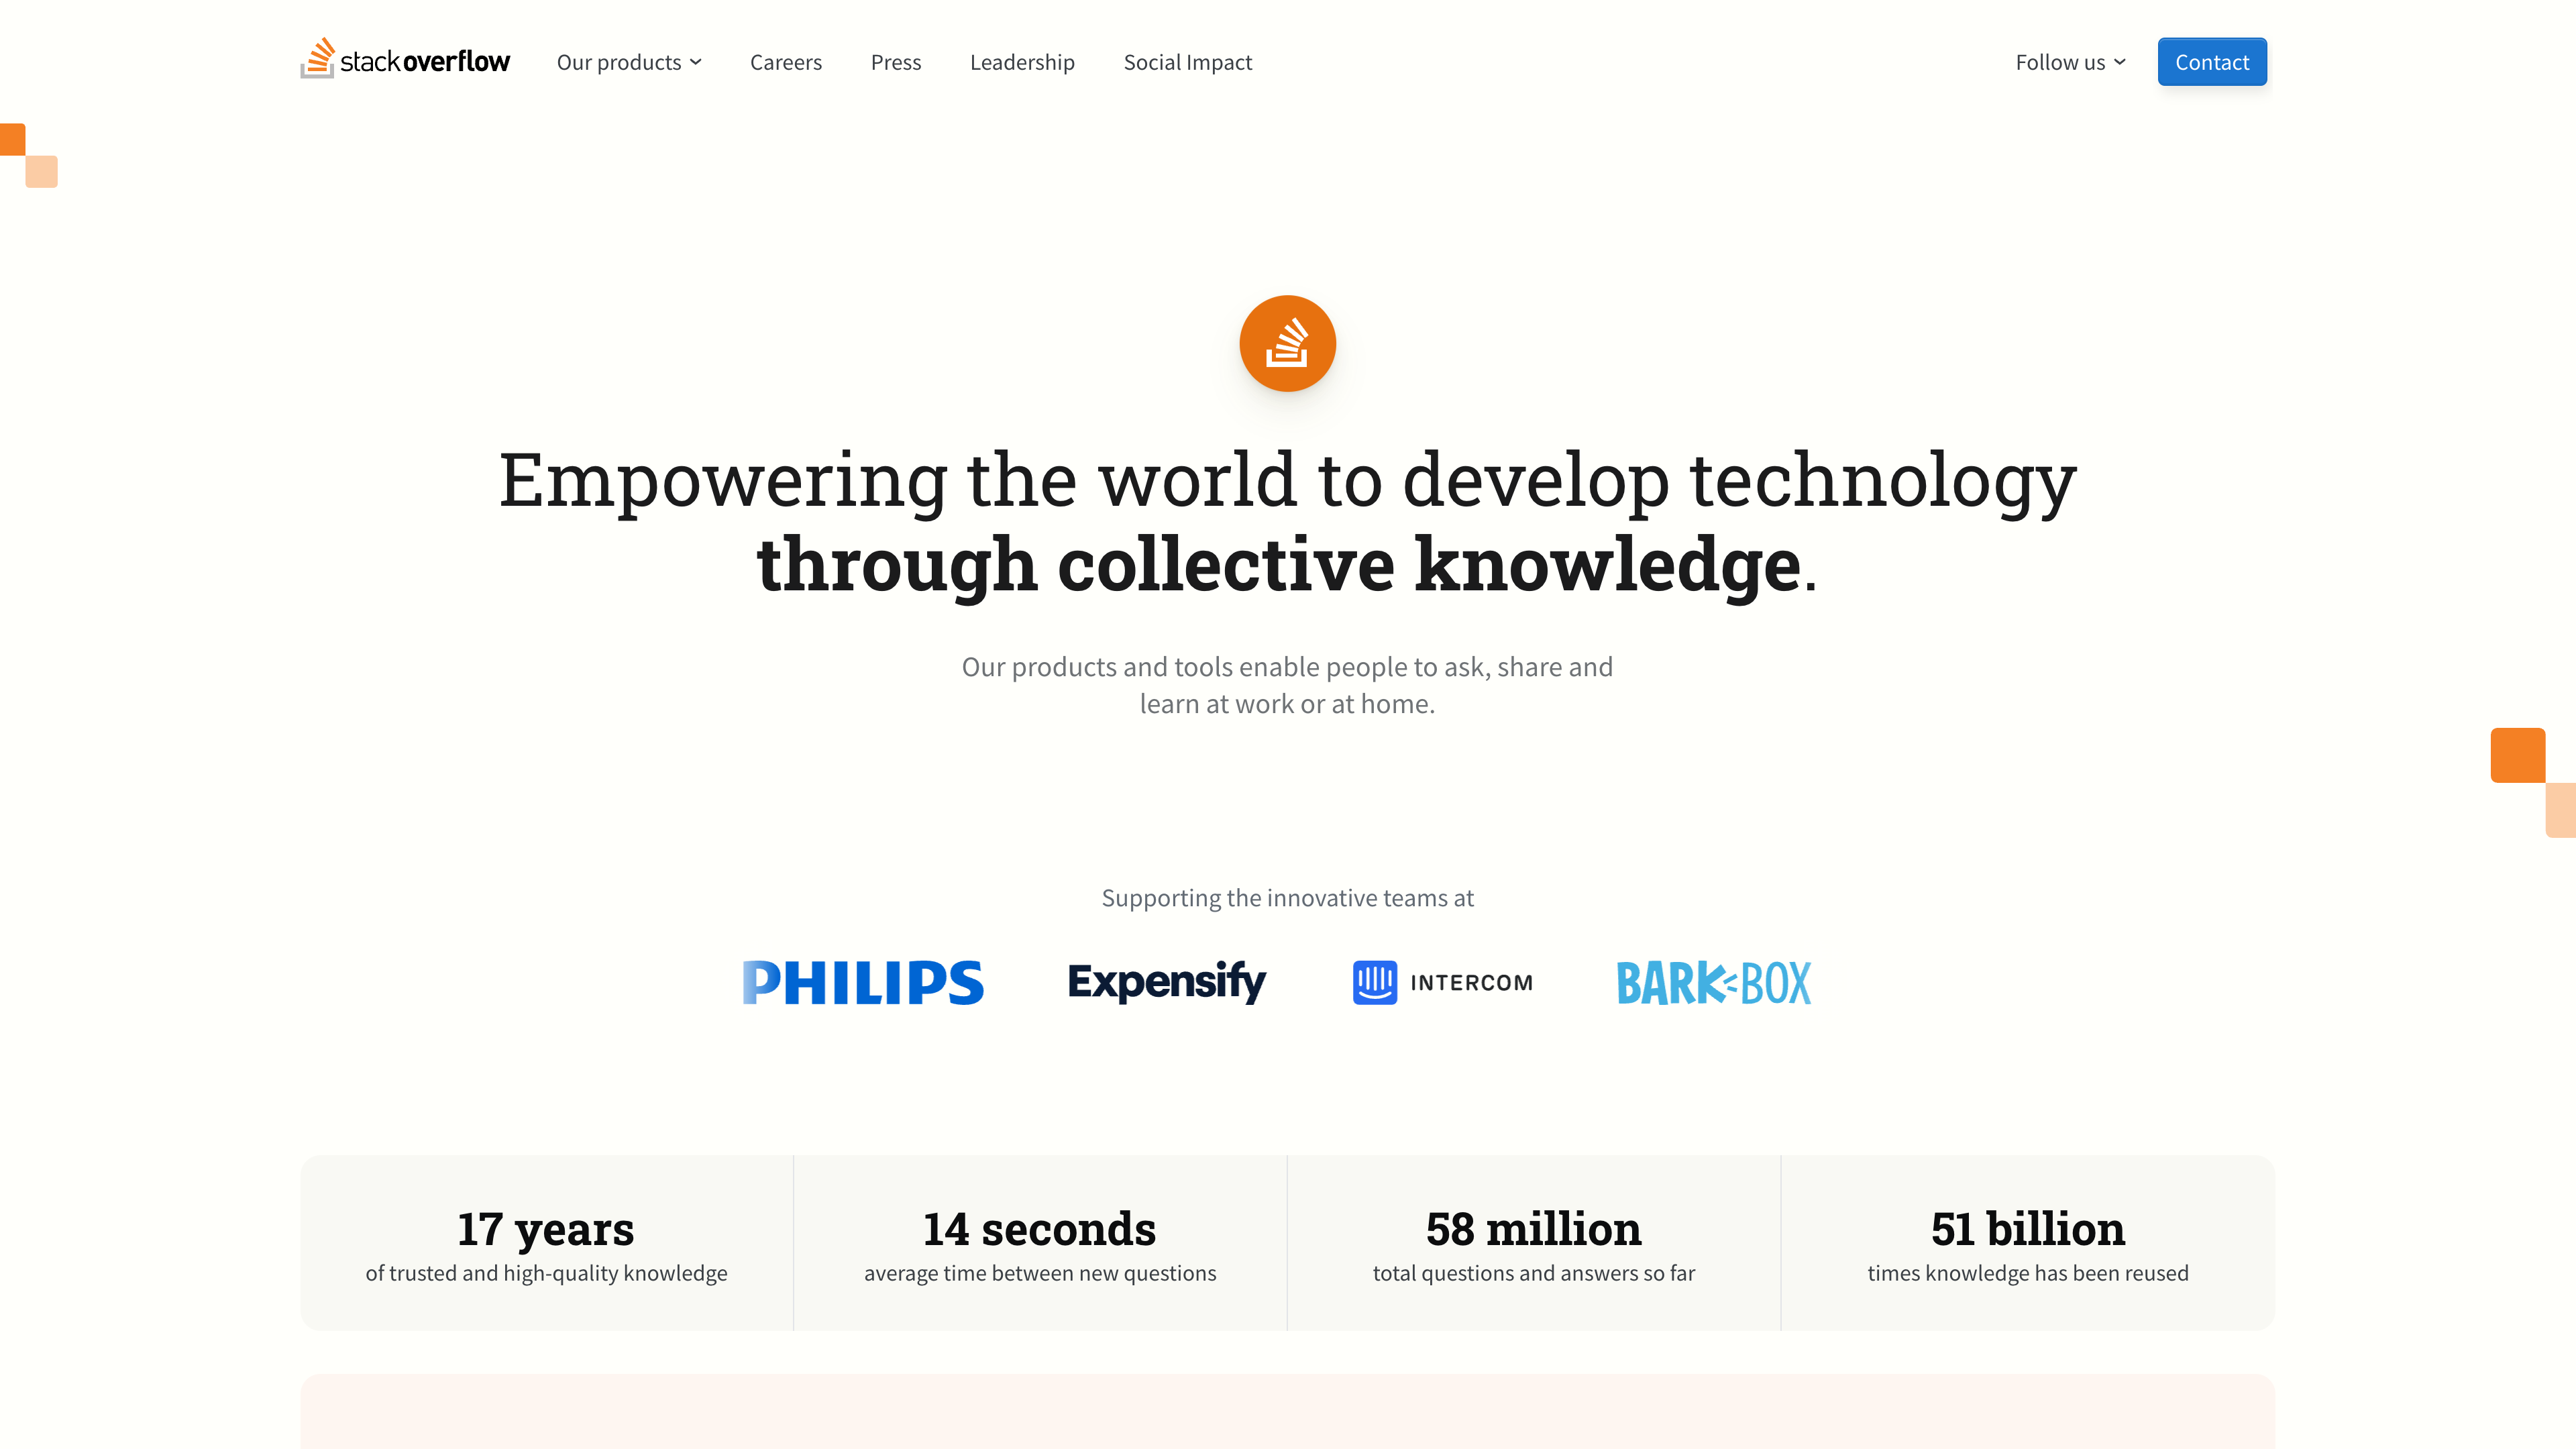 stackoverflow
Our products
Careers
Press
Leadership
Social Impact
Follow us
Contact
Empowering the world to develop technology
through collective knowledge.
Our products and tools enable people to ask, share and
learn at work or at home.
Supporting the innovative teams at
PHILIPS
Expensify
INTERCOM
BARK BOX
17 years
of trusted and high-quality knowledge
14 seconds
average time between new questions
58 million
total questions and answers so far
51 billion
times knowledge has been reused